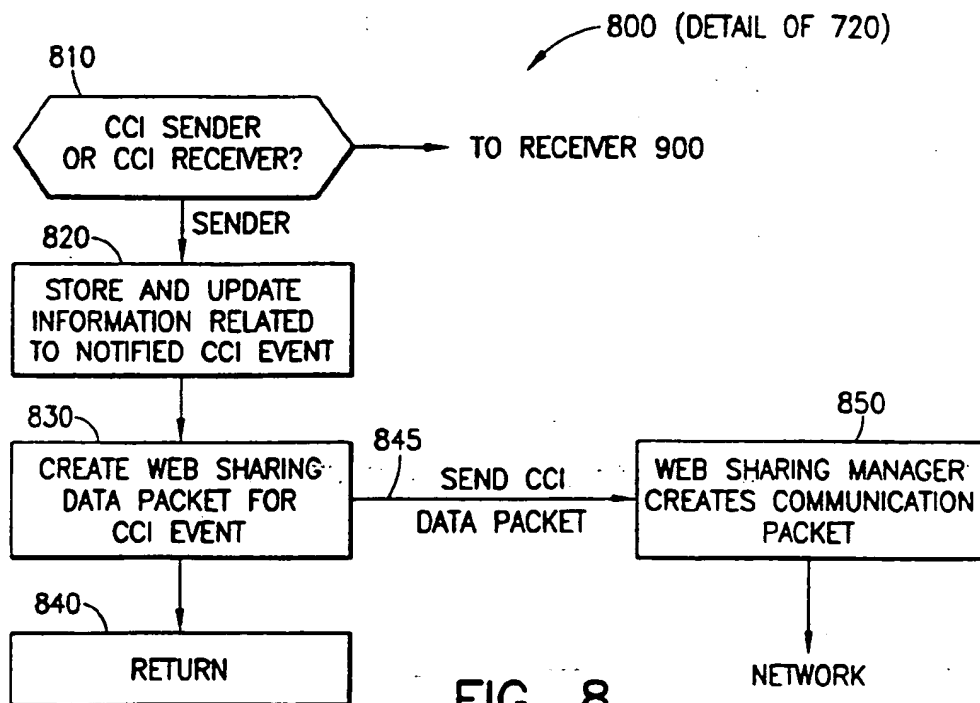 800 (DETAIL OF 720)
810
CCI SENDER
OR CCI RECEIVER?
TO RECEIVER 900
SENDER
820
STORE AND UPDATE
INFORMATION RELATED
TO NOTIFIED CCI EVENT
830
CREATE WEB SHARING
DATA PACKET FOR
CCI EVENT
845
SEND CCI
DATA PACKET
850
WEB SHARING MANAGER
CREATES COMMUNICATION
PACKET
840
RETURN
NETWORK
FIG. 8